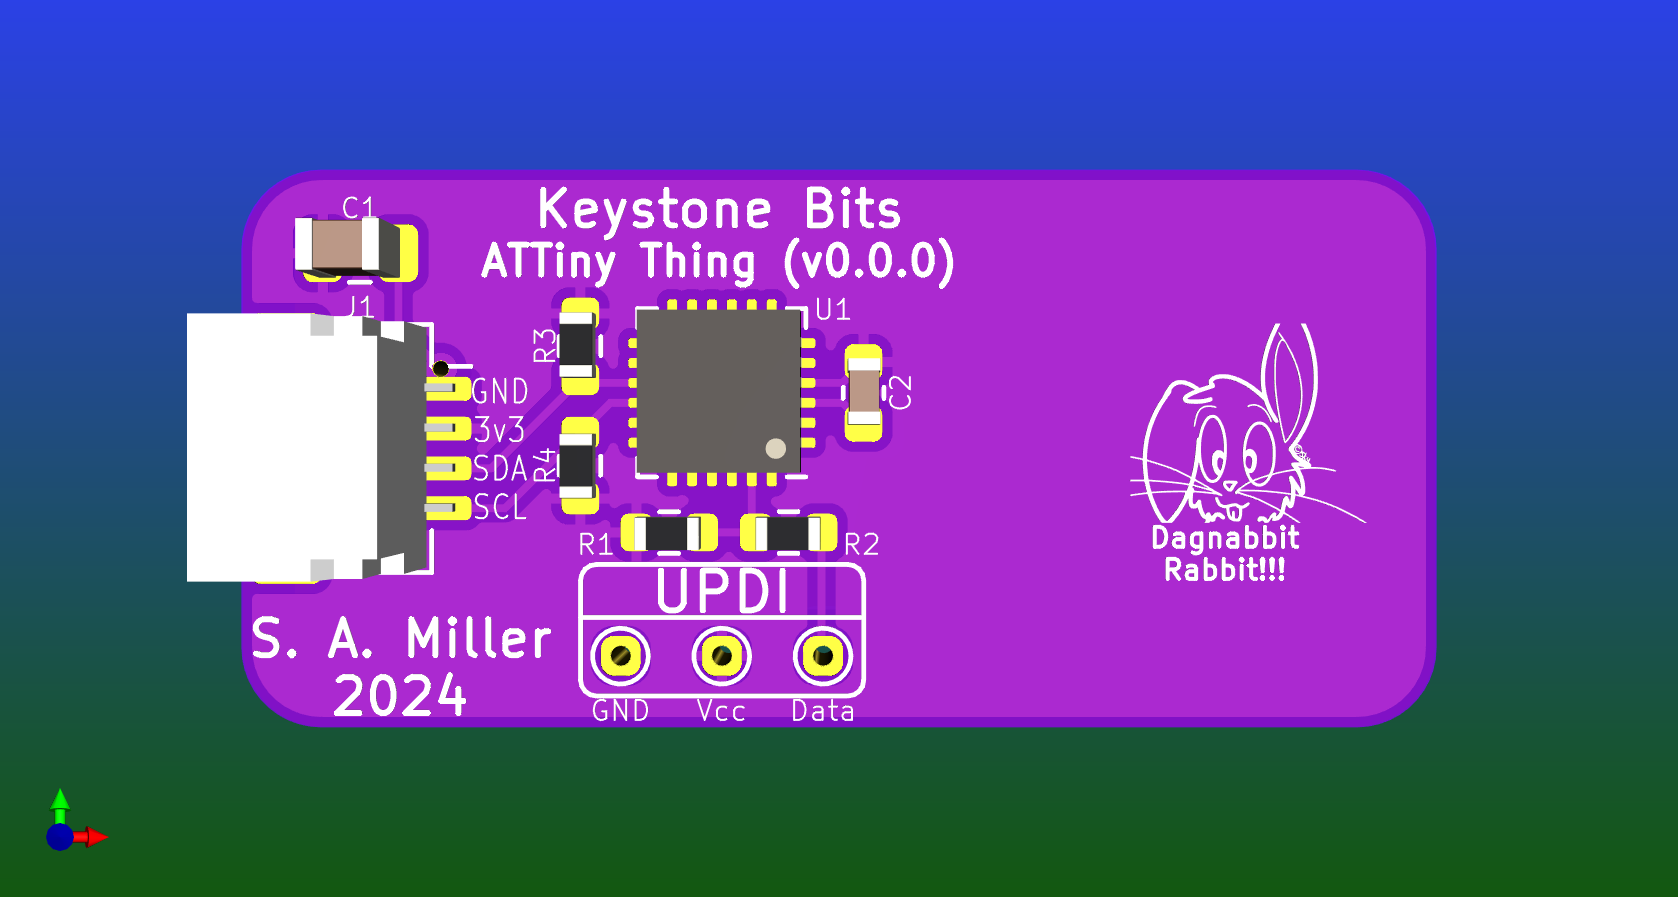 Keystone Bits
ATTiny Thing (v0.0.0)
C1
J1
GND
3v3
SDA
SCL
R3
R4
U1
C2
R1
R2
UPDI
GND Vcc Data
S. A. Miller
2024
Dagnabbit
Rabbit!!!